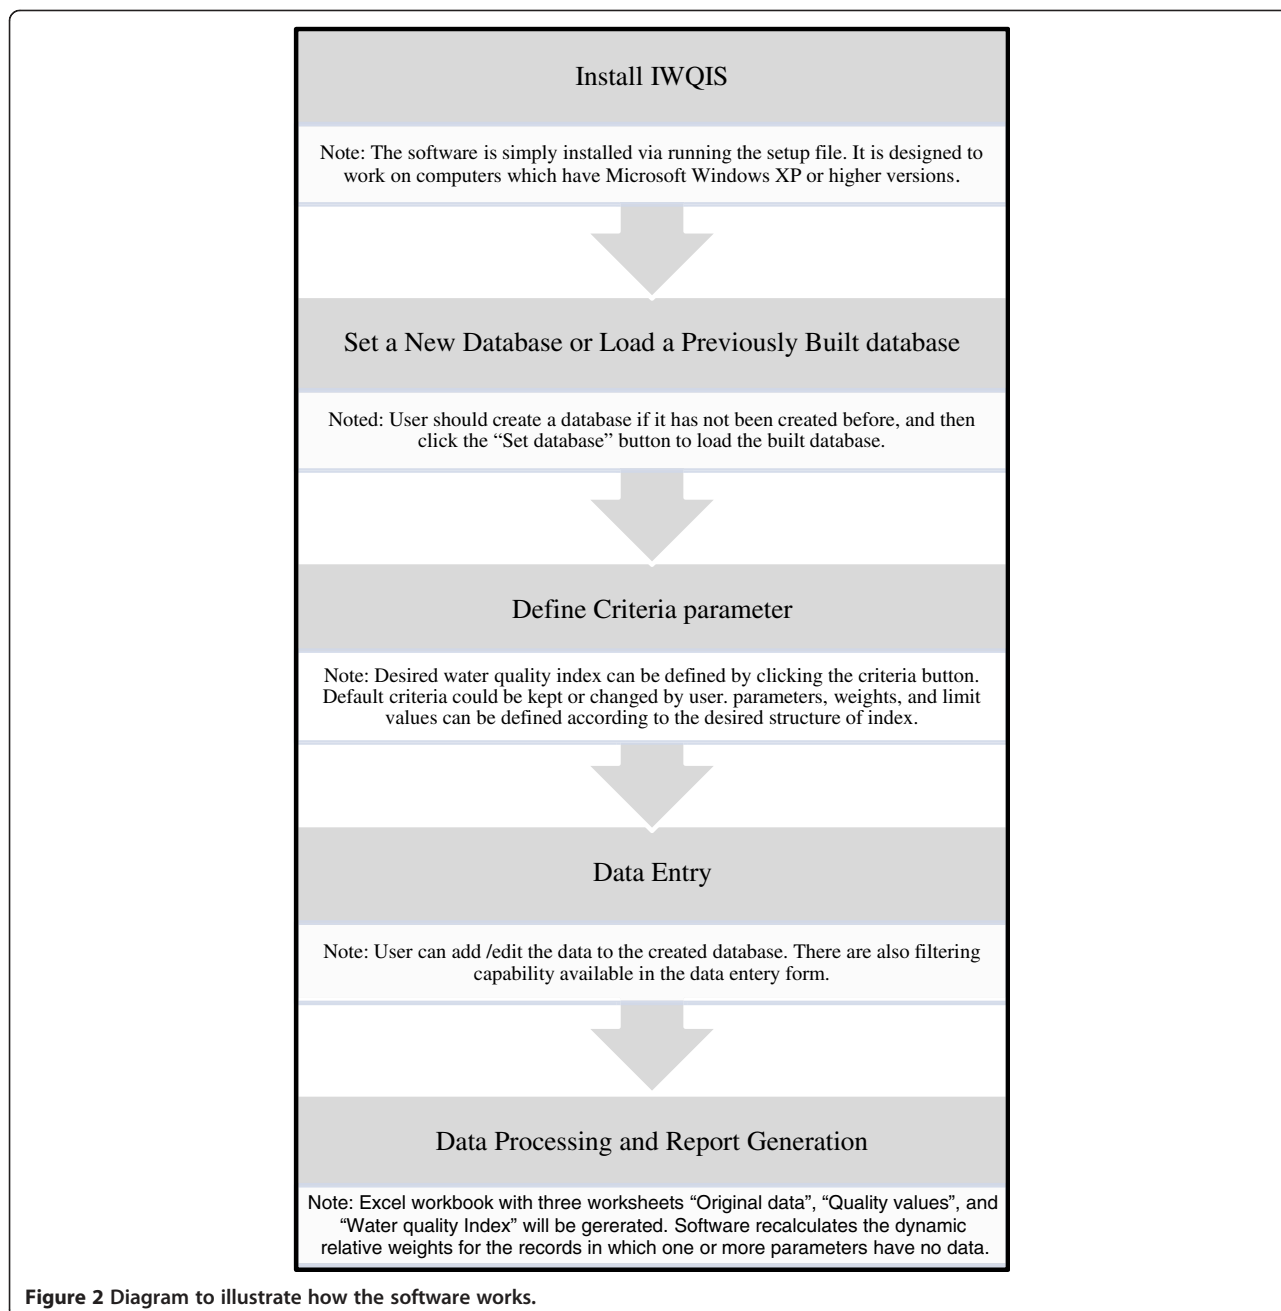 Install IWQIS
Note: The software is simply installed via running the setup file. It is designed to
work on computers which have Microsoft Windows XP or higher versions.
Set a New Database or Load a Previously Built database
Noted: User should create a database if it has not been created before, and then
click the “Set database” button to load the built database.
Define Criteria parameter
Note: Desired water quality index can be defined by clicking the criteria button.
Default criteria could be kept or changed by user. parameters, weights, and limit
values can be defined according to the desired structure of index.
Data Entry
Note: User can add /edit the data to the created database. There are also filtering
capability available in the data entery form.
Data Processing and Report Generation
Note: Excel workbook with three worksheets “Original data”, “Quality values”, and
“Water quality Index” will be gererated. Software recalculates the dynamic
relative weights for the records in which one or more parameters have no data.
Figure 2 Diagram to illustrate how the software works.